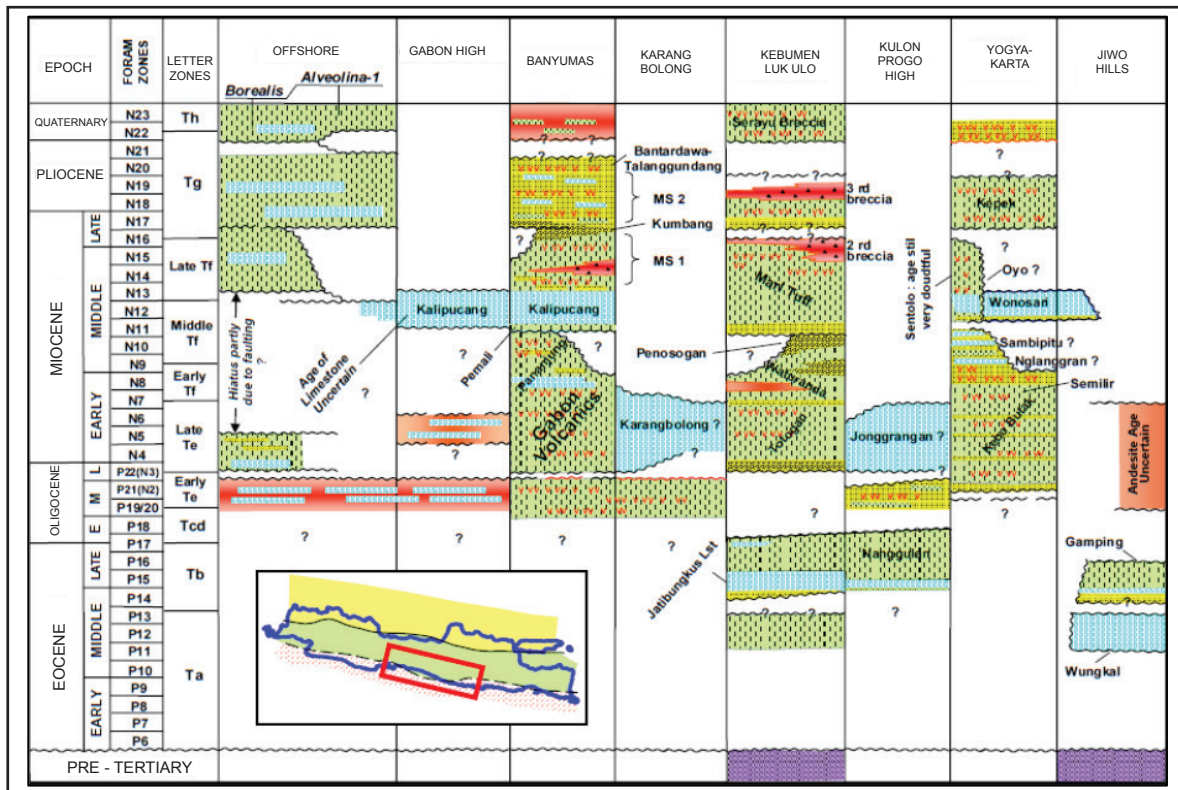 EPOCH
FORAM ZONES
LETTER ZONES
OFFSHORE
GABON HIGH
BANYUMAS
KARANG BOLONG
KEBUMEN LUK ULO
KULON PROGO HIGH
YOGYA-KARTA
JIWO HILLS
QUATERNARY
PLIOCENE
MIOCENE
LATE
MIDDLE
EARLY
OLIGOCENE
L
M
E
EOCENE
LATE
MIDDLE
EARLY
PRE - TERTIARY
N23
N22
N21
N20
N19
N18
N17
N16
N15
N14
N13
N12
N11
N10
N9
N8
N7
N6
N5
N4
P22(N3)
P21(N2)
P19/20
P18
P17
P16
P15
P14
P13
P12
P11
P10
P9
P8
P7
P6
Th
Tg
Late Tf
Middle Tf
Early Tf
Late Te
Early Te
Tcd
Tb
Ta
Borealis
Alveolina-1
Hiatus partly due to faulting
?
Age of Limestone Uncertain
?
?
Kalipucang
?
?
?
?
?
?
Bantardawa-Talanggundang
MS 2
Kumbang
?
MS 1
Kalipucang
Pemali
?
Gabon Volcanics
?
Karangbolong ?
?
?
Serayu Breccia
?
?
?
3 rd breccia
?
?
2 rd breccia
Marl Tuff
Penosogan
Waturanda
Totogan
?
Jatibungkus Lst
?
?
Sentolo : age stil very doutful
Jonggrangan ?
?
Nanggulan
?
?
Kepek
?
Oyo ?
Wonosari
Sambipitu ?
Nglanggran ?
Semilir
Kebo Butak
?
Andesite Age Uncertain
Gamping
?
Wungkal